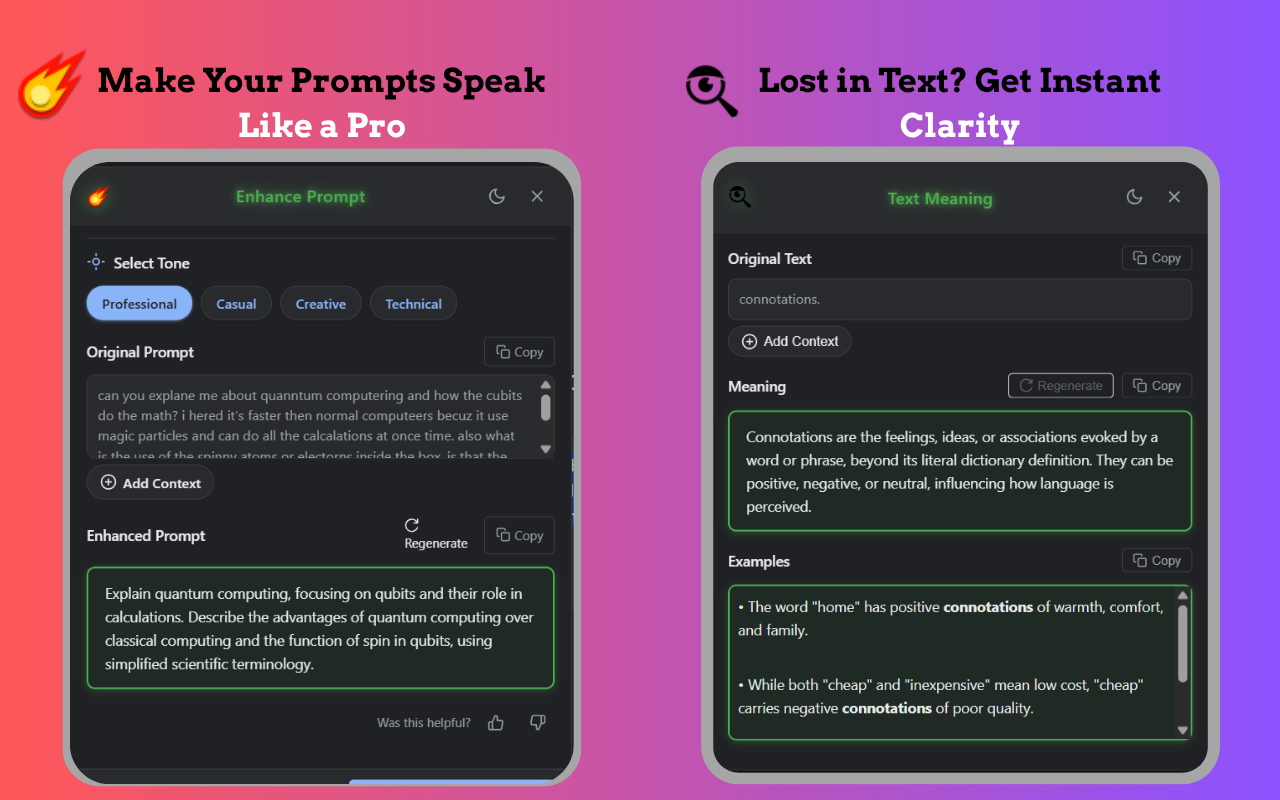 Make Your Prompts Speak
Like a Pro
Enhance Prompt
Select Tone
Professional
Casual
Creative
Technical
Original Prompt
Copy
can you explane me about quanntum computering and how the cubits
do the math? i hered it's faster then normal computeers becuz it use
magic particles and can do all the calcalations at once time. also what
is the use of the spinny atoms or electorns inside the box, is that the
Add Context
Enhanced Prompt
Regenerate
Copy
Explain quantum computing, focusing on qubits and their role in
calculations. Describe the advantages of quantum computing over
classical computing and the function of spin in qubits, using
simplified scientific terminology.
Was this helpful?
Lost in Text? Get Instant
Clarity
Text Meaning
Original Text
Copy
connotations.
Add Context
Meaning
Regenerate
Copy
Connotations are the feelings, ideas, or associations evoked by a
word or phrase, beyond its literal dictionary definition. They can be
positive, negative, or neutral, influencing how language is
perceived.
Examples
Copy
• The word "home" has positive connotations of warmth, comfort,
and family.
• While both "cheap" and "inexpensive" mean low cost, "cheap"
carries negative connotations of poor quality.